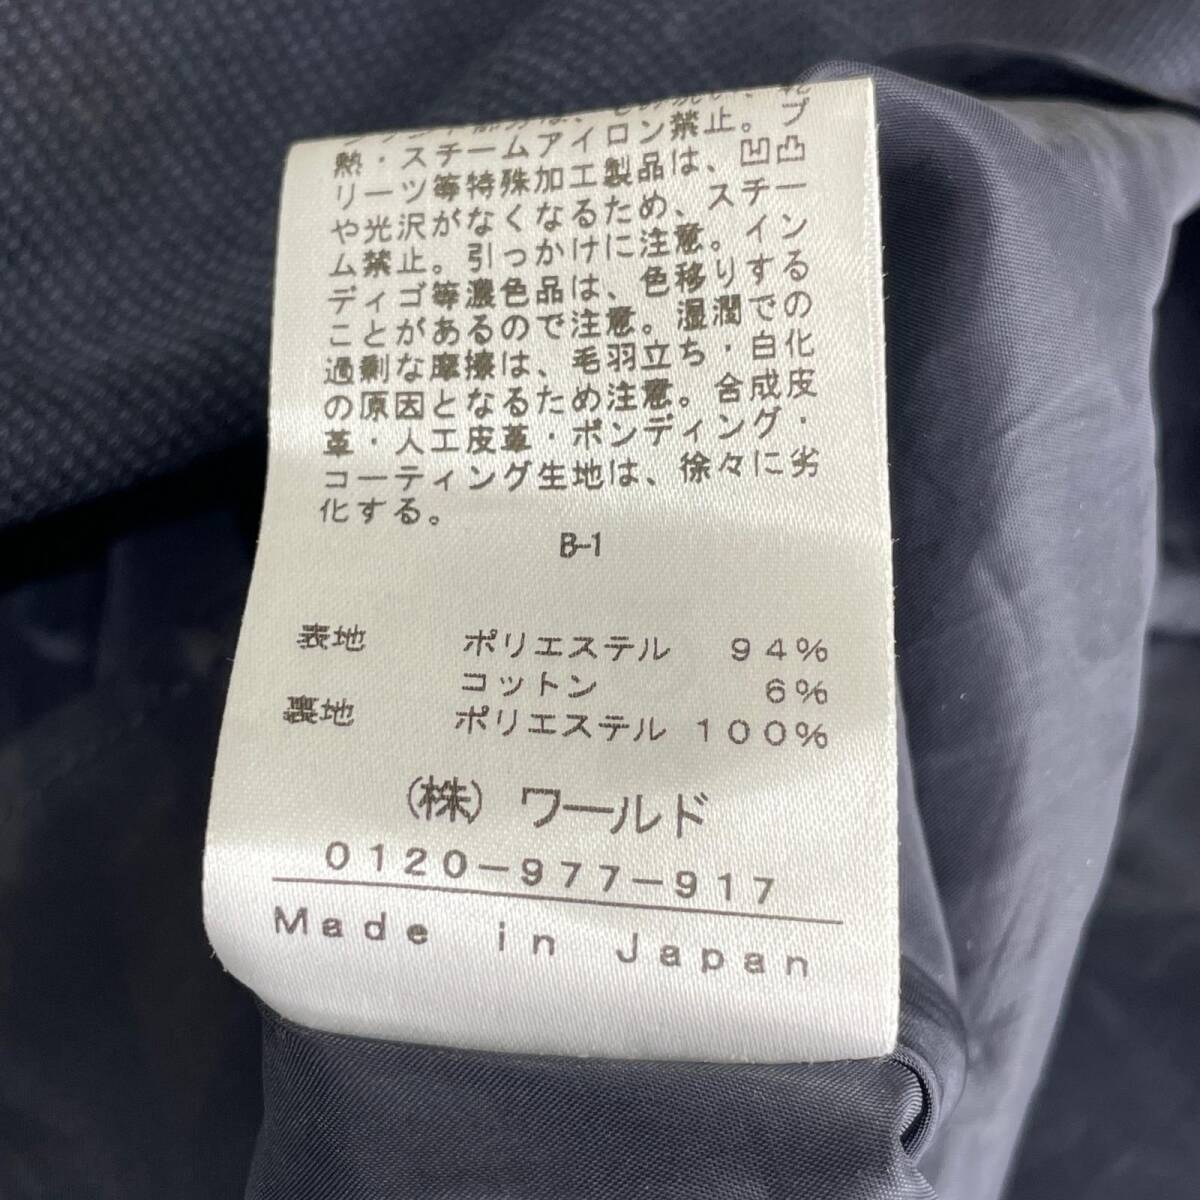 熱・スチームアイロン禁止。プ
リーツ等特殊加工製品は、凹凸
や光沢がなくなるため、スチー
ム禁止。引っかけに注意。イン
ディゴ等濃色品は、色移りする
ことがあるので注意。湿潤での
過剰な摩擦は、毛羽立ち・白化
の原因となるため注意。合成皮
革・人工皮革・ボンディング・
コーティング生地は、徐々に劣
化する。
B-1
表地 ポリエステル 94%
コットン 6%
裏地 ポリエステル 100%
(株) ワールド
0120-977-917
Made in Japan